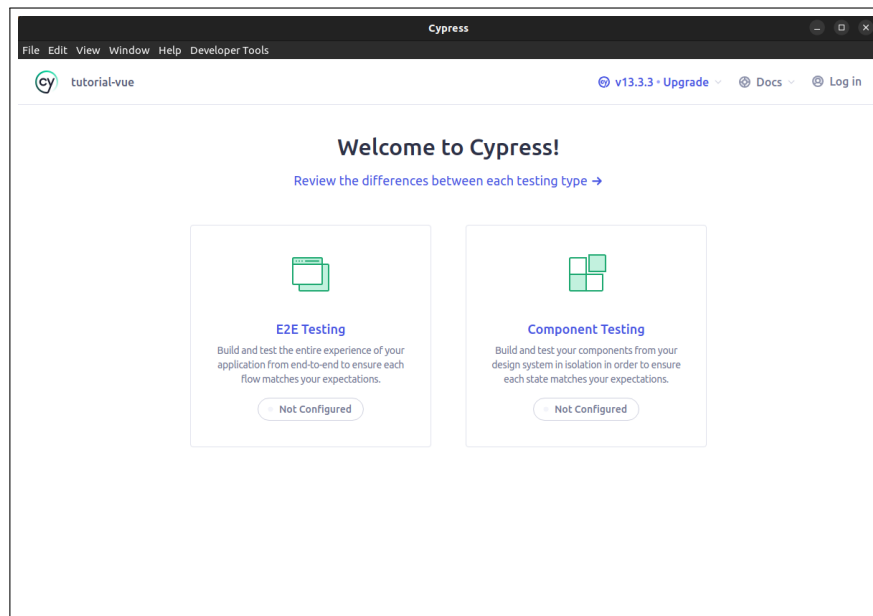 Cypress
File Edit View Window Help Developer Tools
cy tutorial-vue
cy v13.3.3 • Upgrade Docs Log in
Welcome to Cypress!
Review the differences between each testing type →
E2E Testing
Build and test the entire experience of your
application from end-to-end to ensure each
flow matches your expectations.
Not Configured
Component Testing
Build and test your components from your
design system in isolation in order to ensure
each state matches your expectations.
Not Configured